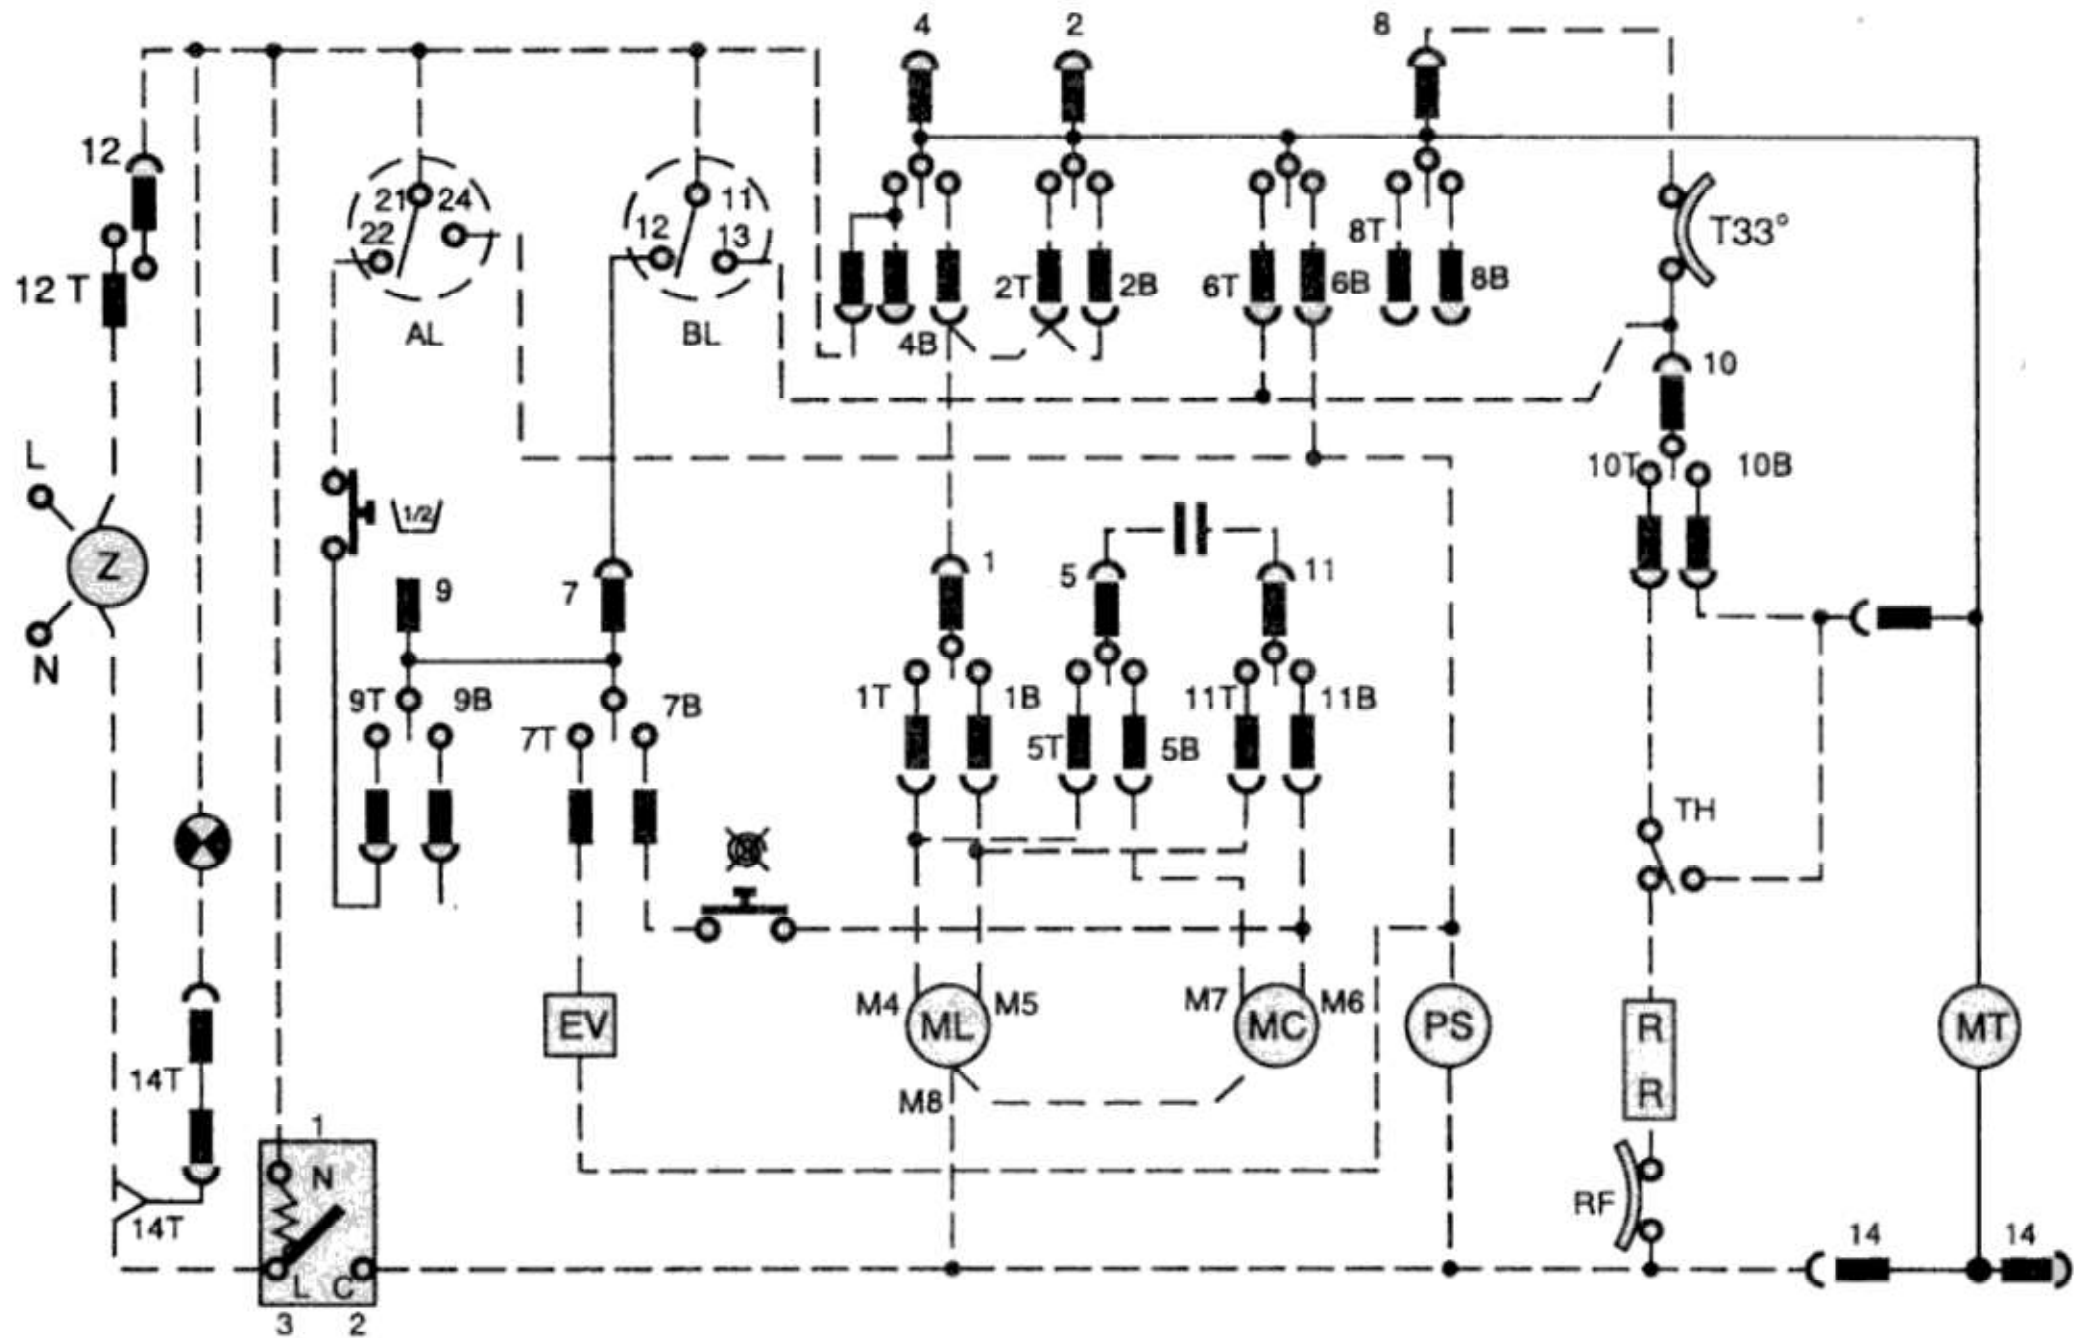 4 2 8
12
21 24
22
11
12 13
T33°
12 T
AL
BL
4B
2T 2B
6T 6B
8T
8B
10
10T 10B
L
1/2
Z
N
9
7
1
5
11
9T 9B
7T 7B
1T 1B
5T 5B
11T 11B
TH
M4 ML M5
M7 MC M6
M8
EV
PS
R
R
MT
14T
14T
1
N
L C
3 2
RF
14 14